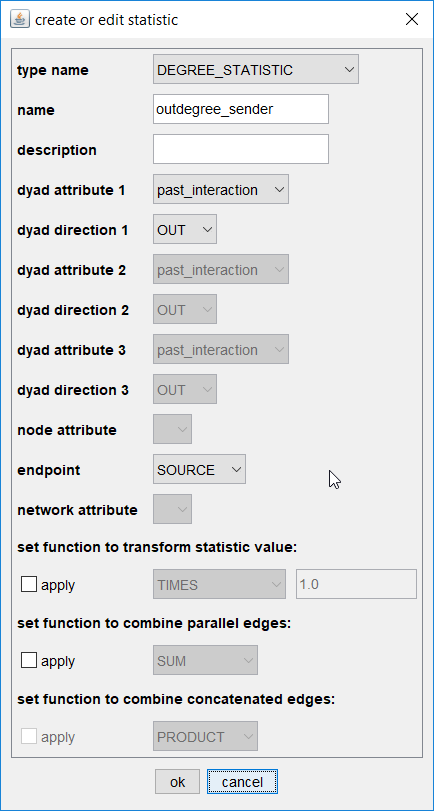 create or edit statistic
type name DEGREE_STATISTIC
name outdegree_sender
description
dyad attribute 1 past_interaction
dyad direction 1 OUT
dyad attribute 2 past_interaction
dyad direction 2 OUT
dyad attribute 3 past_interaction
dyad direction 3 OUT
node attribute
endpoint SOURCE
network attribute
set function to transform statistic value:
apply TIMES 1.0
set function to combine parallel edges:
apply SUM
set function to combine concatenated edges:
apply PRODUCT
ok cancel